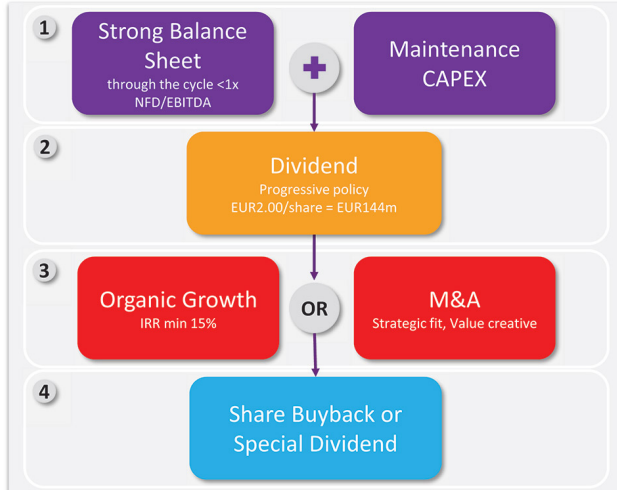 1
Strong Balance
Sheet
through the cycle <1x
NFD/EBITDA
+
Maintenance
CAPEX
2
Dividend
Progressive policy
EUR2.00/share = EUR144m
3
Organic Growth
IRR min 15%
OR
M&A
Strategic fit, Value creative
4
Share Buyback or
Special Dividend